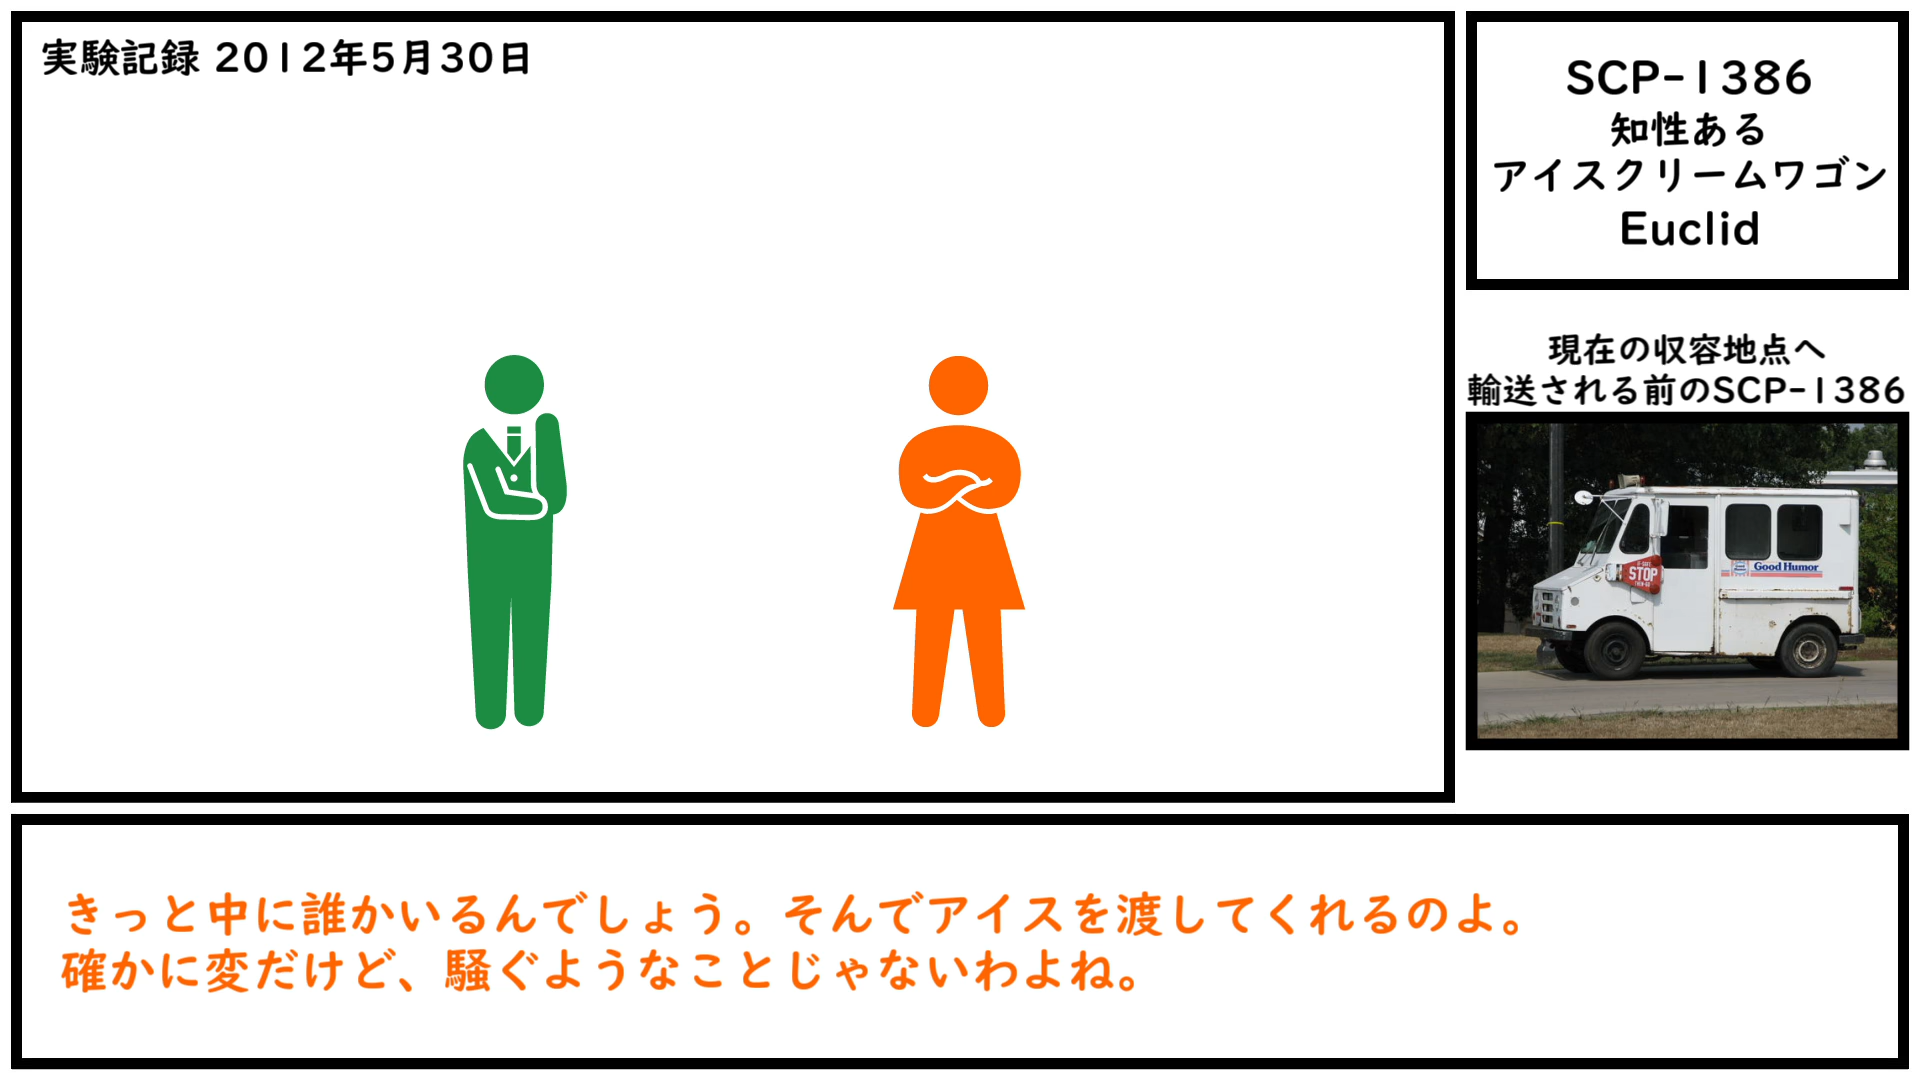 実験記録 2012年5月30日
SCP-1386
知性ある
アイスクリームワゴン
Euclid
現在の収容地点へ
輸送される前のSCP-1386
STOP
Good Humor
きっと中に誰かいるんでしょう。そんでアイスを渡してくれるのよ。
確かに変だけど、騒ぐようなことじゃないわよね。